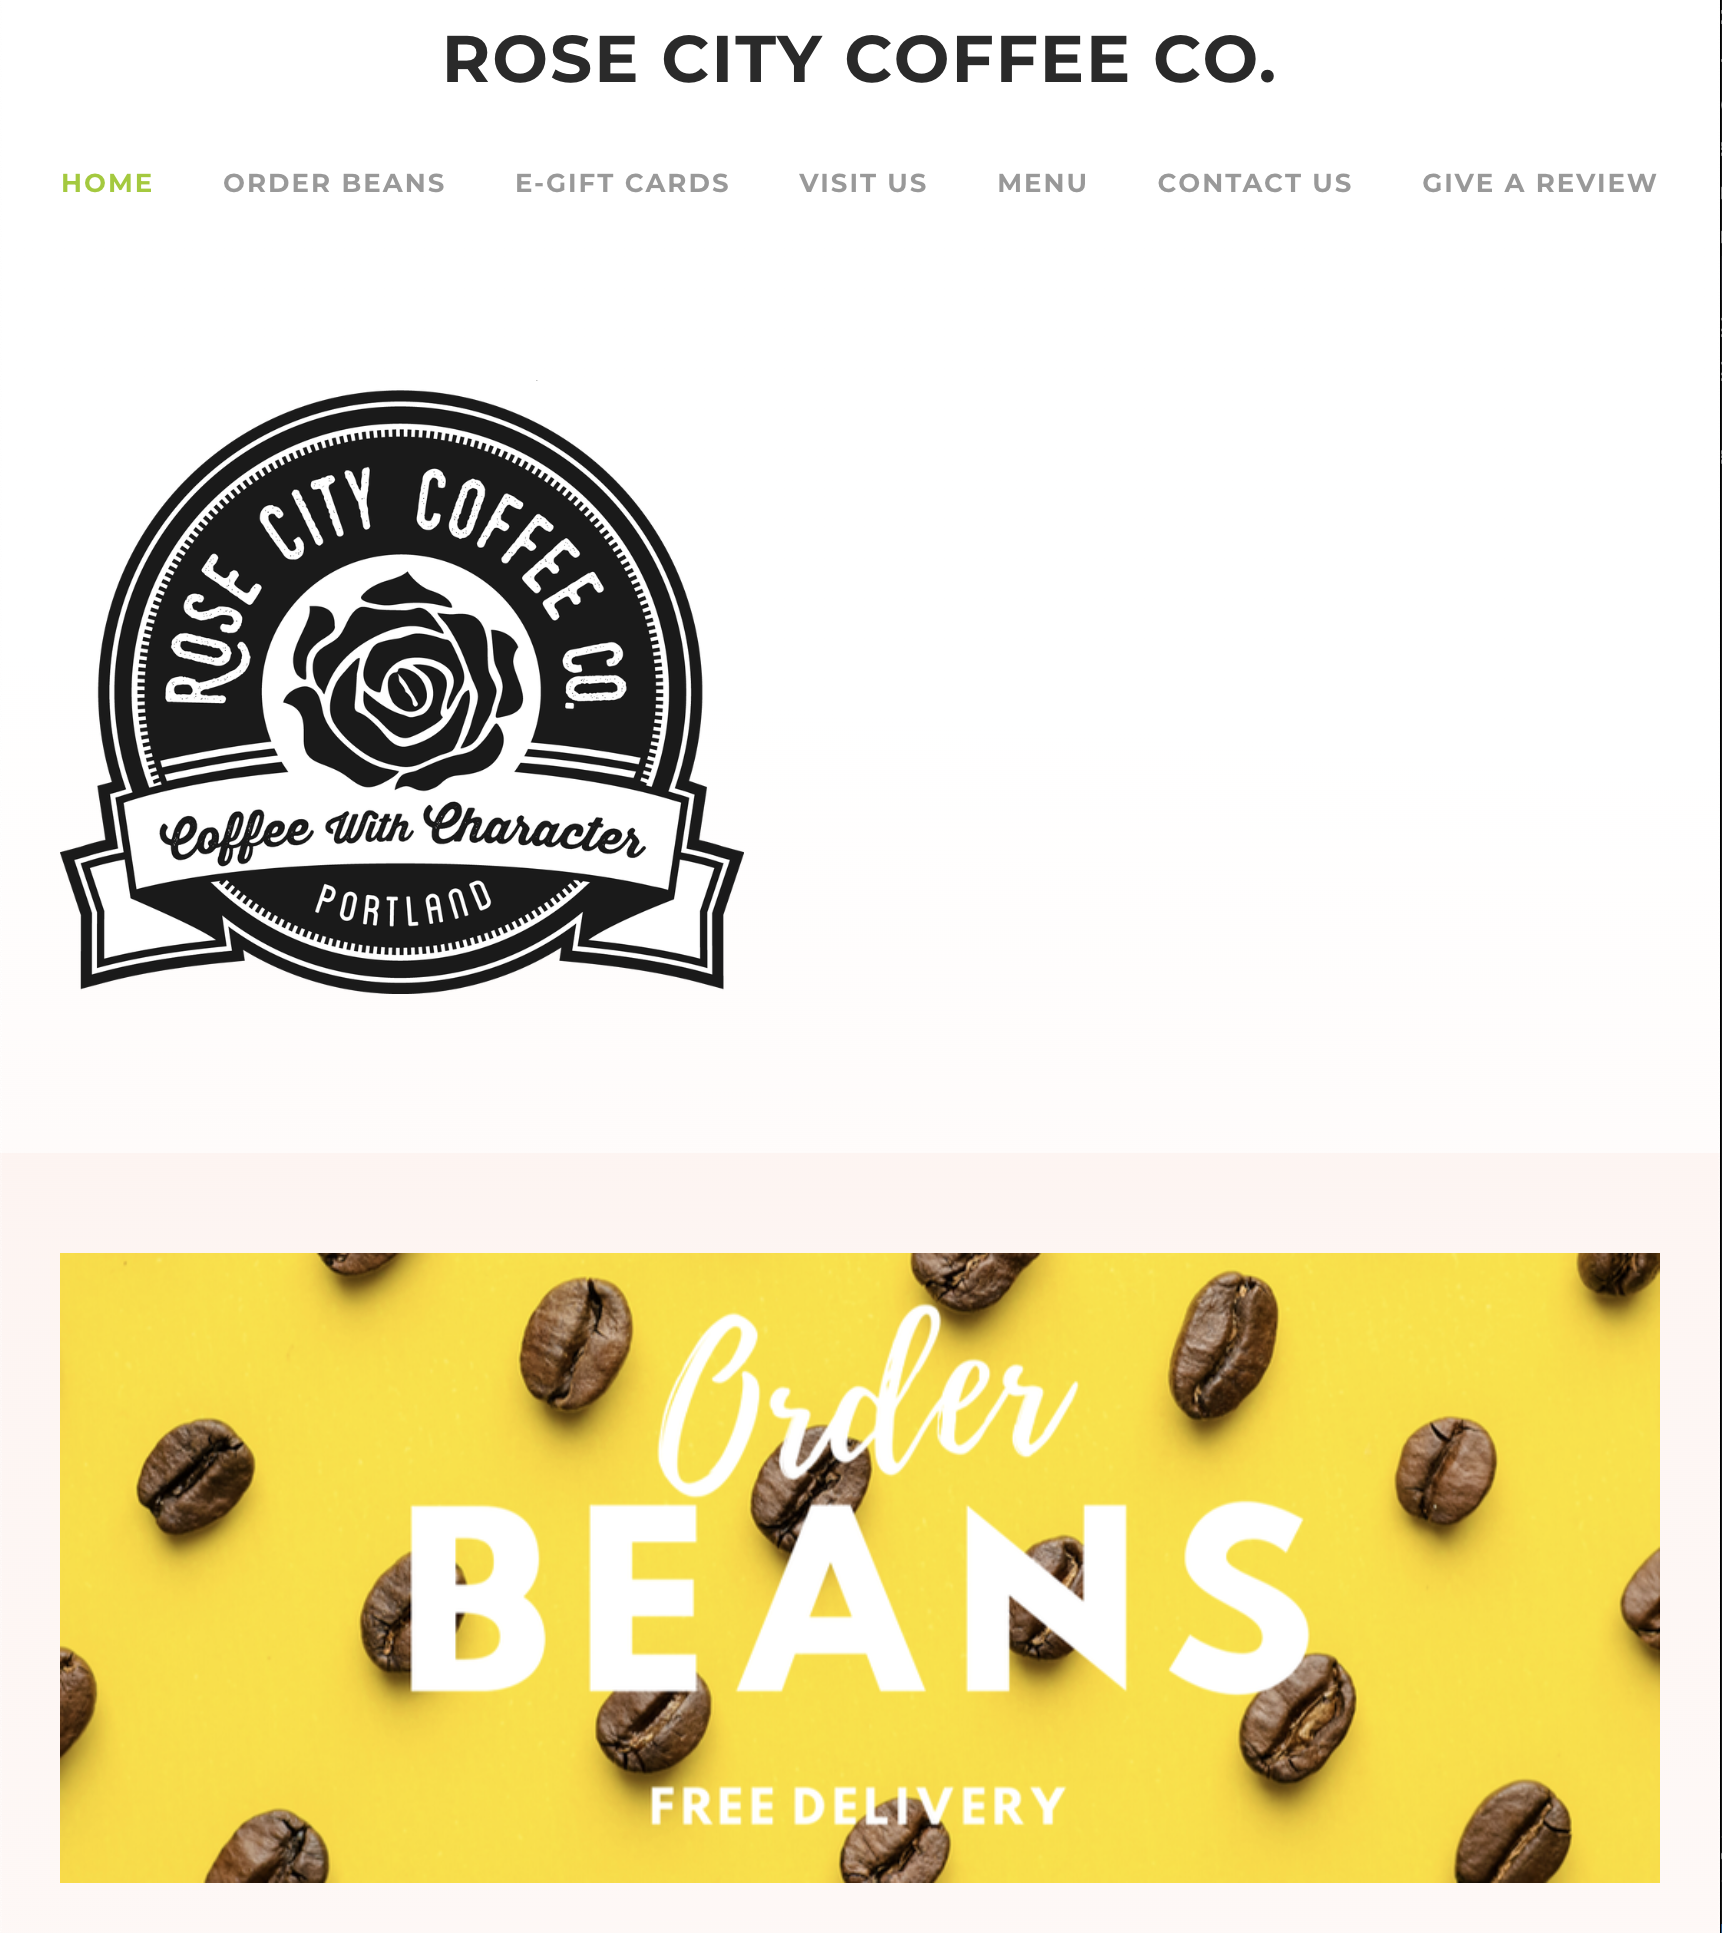 ROSE CITY COFFEE CO.
HOME ORDER BEANS E-GIFT CARDS VISIT US MENU CONTACT US GIVE A REVIEW
ROSE CITY COFFEE CO.
Coffee With Character
PORTLAND
Order
BEANS
FREE DELIVERY